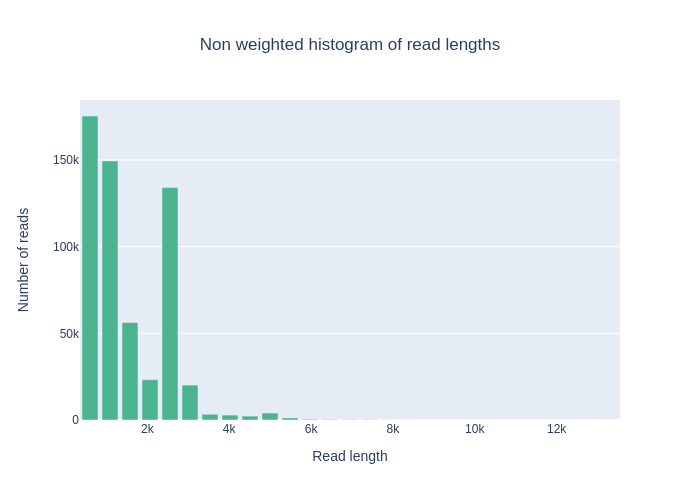 Non weighted histogram of read lengths
Number of reads
150k
100k
50k
0
2k 4k 6k 8k 10k 12k
Read length